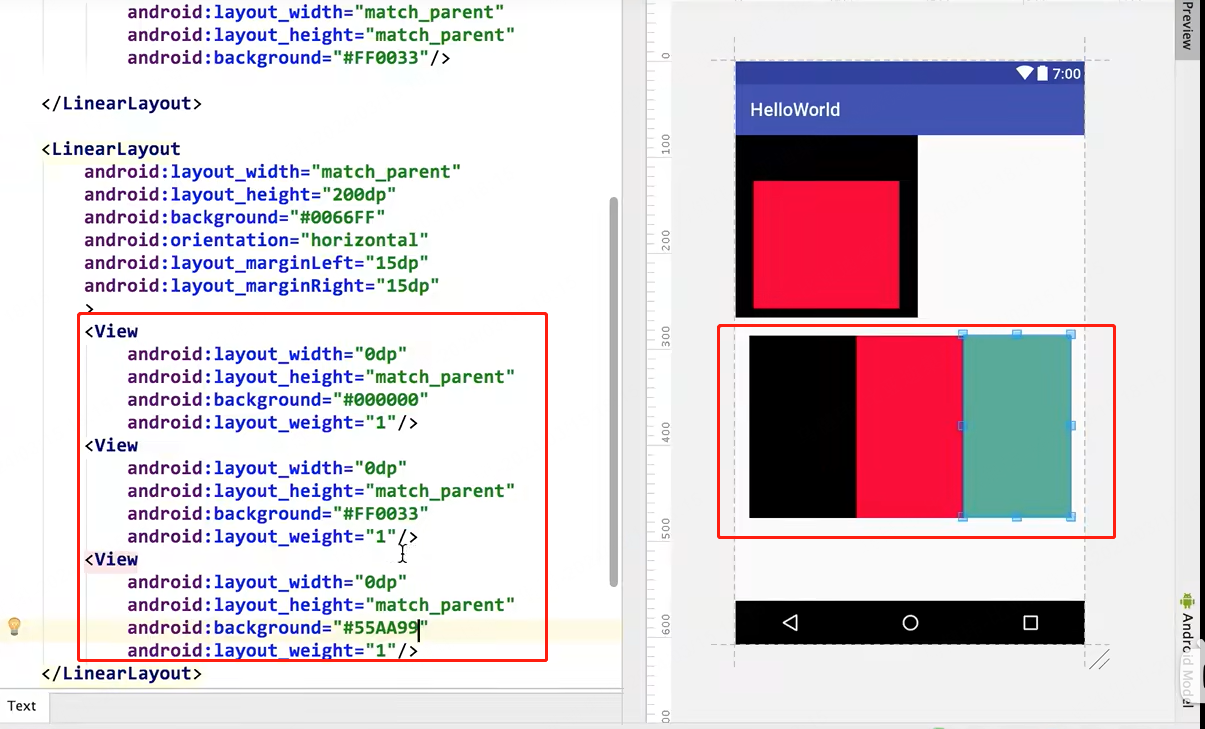 android:layout_width="match_parent"
android:layout_height="match_parent"
android:background="#FF0033"/>
</LinearLayout>
<LinearLayout
android:layout_width="match_parent"
android:layout_height="200dp"
android:background="#0066FF"
android:orientation="horizontal"
android:layout_marginLeft="15dp"
android:layout_marginRight="15dp"
>
<View
android:layout_width="0dp"
android:layout_height="match_parent"
android:background="#000000"
android:layout_weight="1"/>
<View
android:layout_width="0dp"
android:layout_height="match_parent"
android:background="#FF0033"
android:layout_weight="1"/>
<View
android:layout_width="0dp"
android:layout_height="match_parent"
android:background="#55AA99"
android:layout_weight="1"/>
</LinearLayout>
Text
0
100
200
300
400
500
600
00
7:00
HelloWorld
Preview
Android Model